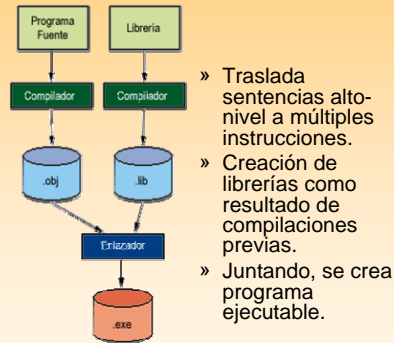 Programa
Fuente
Librería
Compilador
Compilador
.obj
.lib
Enlazador
.exe
» Traslada
sentencias alto-
nivel a múltiples
instrucciones.
» Creación de
librerías como
resultado de
compilaciones
previas.
» Juntando, se crea
programa
ejecutable.